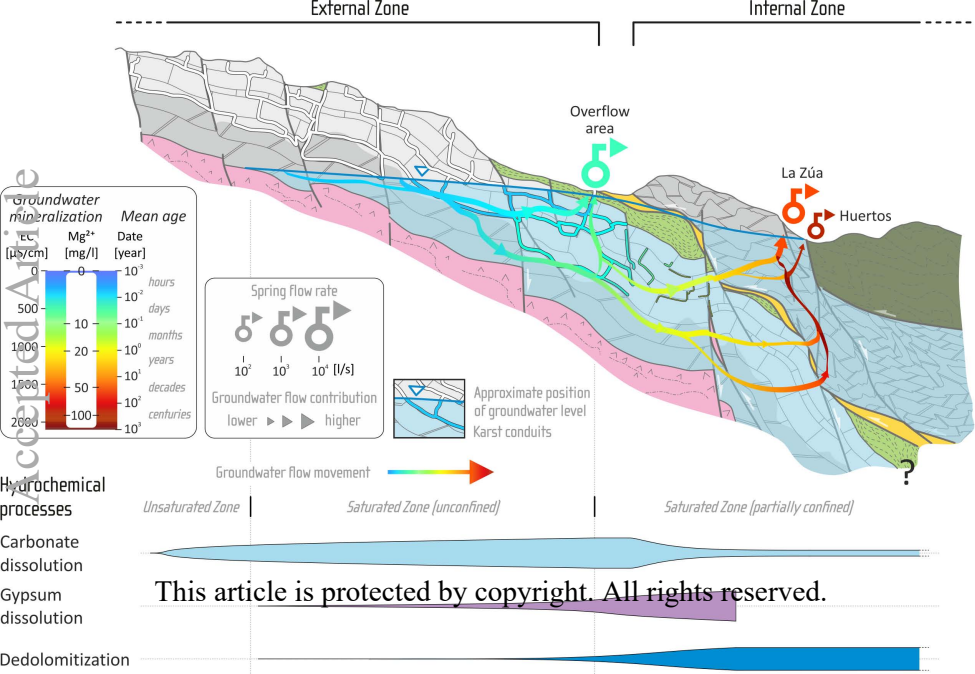 External Zone
Internal Zone
Overflow
area
La Zúa
Huertos
Groundwater
mineralization
Mean age
EC
[µS/cm]
Mg²⁺
[mg/l]
Date
[year]
0
0
10⁻³
hours
10⁻²
500
days
10
10⁻¹
months
1000
20
10⁰
years
10¹
1500
50
decades
10²
100
centuries
2000
10³
Spring flow rate
10² 10³ 10⁴ [l/s]
Groundwater flow contribution
lower higher
Approximate position
of groundwater level
Karst conduits
Groundwater flow movement
?
Accepted Article
Hydrochemical
processes
Unsaturated Zone
Saturated Zone (unconfined)
Saturated Zone (partially confined)
Carbonate
dissolution
This article is protected by copyright. All rights reserved.
Gypsum
dissolution
Dedolomitization